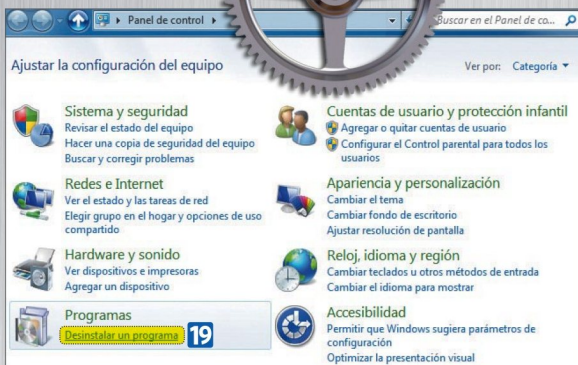 Panel de control
Buscar en el Panel de co...
Ajustar la configuración del equipo
Ver por: Categoría
Sistema y seguridad
Revisar el estado del equipo
Hacer una copia de seguridad del equipo
Buscar y corregir problemas
Redes e Internet
Ver el estado y las tareas de red
Elegir grupo en el hogar y opciones de uso
compartido
Hardware y sonido
Ver dispositivos e impresoras
Agregar un dispositivo
Programas
Desinstalar un programa 19
Cuentas de usuario y protección infantil
Agregar o quitar cuentas de usuario
Configurar el Control parental para todos los
usuarios
Apariencia y personalización
Cambiar el tema
Cambiar fondo de escritorio
Ajustar resolución de pantalla
Reloj, idioma y región
Cambiar teclados u otros métodos de entrada
Cambiar el idioma para mostrar
Accesibilidad
Permitir que Windows sugiera parámetros de
configuración
Optimizar la presentación visual